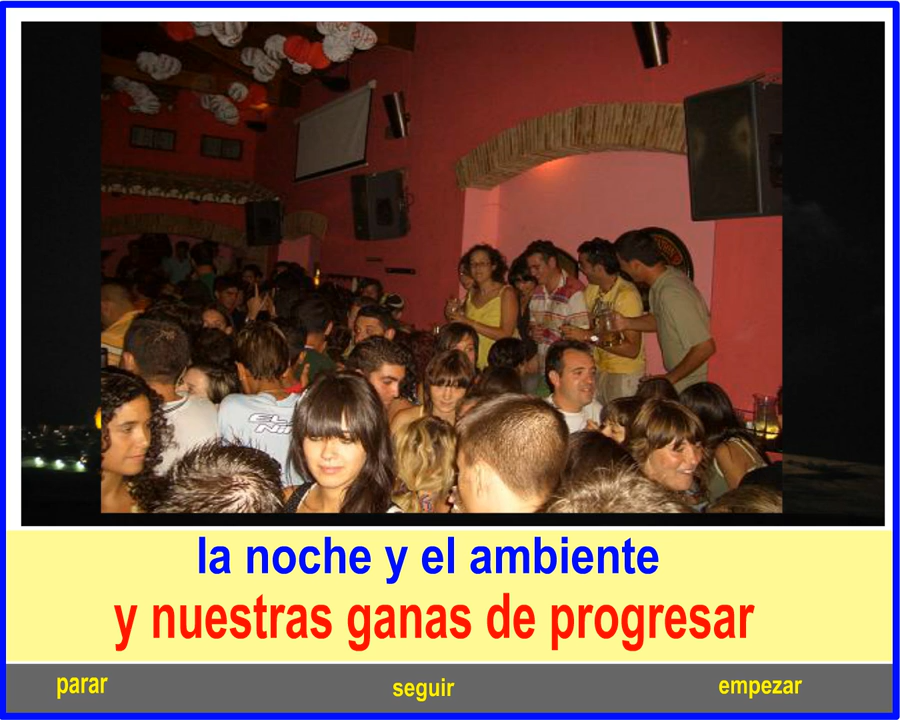 la noche y el ambiente
y nuestras ganas de progresar
parar
seguir
empezar